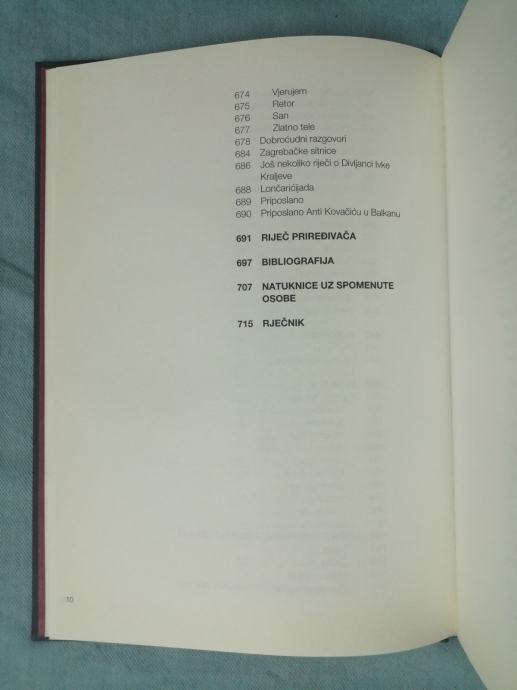 674 Vjerujem
675 Retor
676 San
677 Zlatno tele
678 Dobroćudni razgovori
684 Zagrebačke sitnice
686 Još nekoliko riječi o Divljanci Ivke
Kraljeve
688 Lončarićijada
689 Priposlano
690 Priposlano Anti Kovačiću u Balkanu
691 RIJEČ PRIREĐIVAČA
697 BIBLIOGRAFIJA
707 NATUKNICE UZ SPOMENUTE
OSOBE
715 RJEČNIK
10